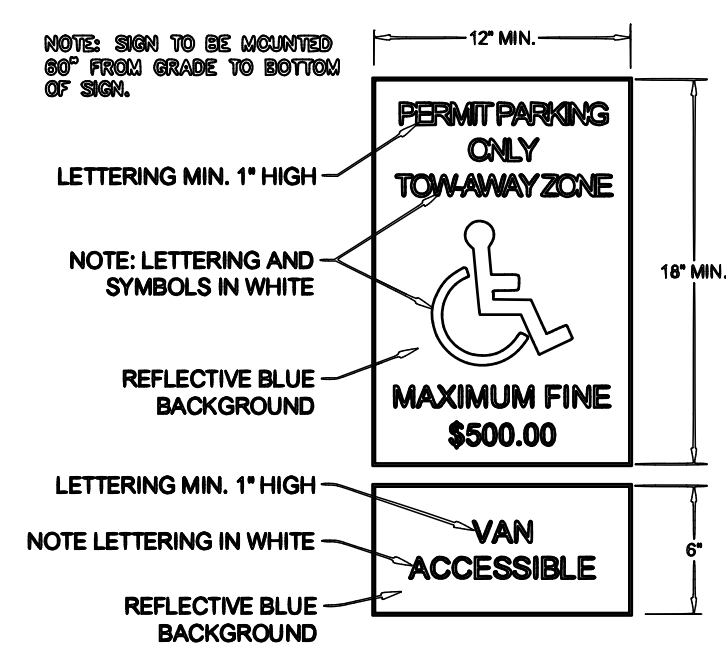 NOTE: SIGN TO BE MOUNTED
60" FROM GRADE TO BOTTOM
OF SIGN.
12" MIN.
PERMIT PARKING
ONLY
TOW-AWAY ZONE
LETTERING MIN. 1" HIGH
NOTE: LETTERING AND
SYMBOLS IN WHITE
18" MIN.
REFLECTIVE BLUE
BACKGROUND
MAXIMUM FINE
$500.00
LETTERING MIN. 1" HIGH
VAN
ACCESSIBLE
NOTE LETTERING IN WHITE
6"
REFLECTIVE BLUE
BACKGROUND